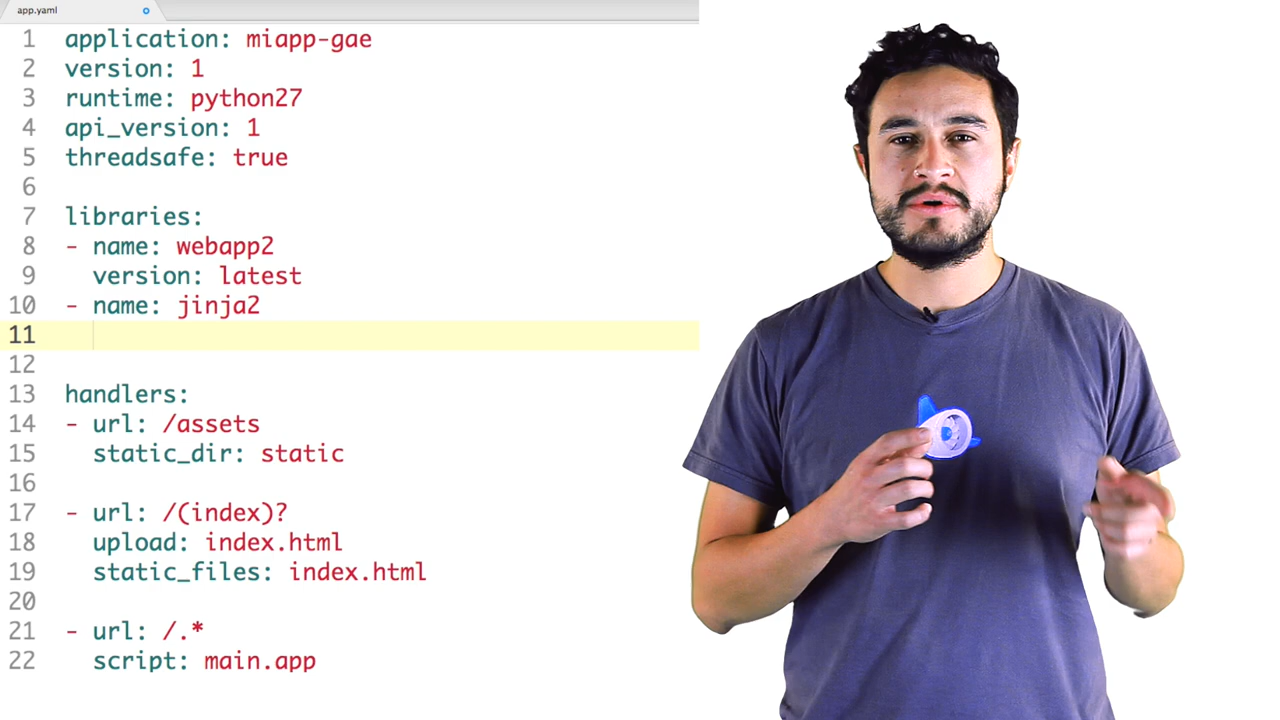 app.yaml
1 application: miapp-gae
2 version: 1
3 runtime: python27
4 api_version: 1
5 threadsafe: true
6
7 libraries:
8 - name: webapp2
9 version: latest
10 - name: jinja2
11
12
13 handlers:
14 - url: /assets
15 static_dir: static
16
17 - url: /(index)?
18 upload: index.html
19 static_files: index.html
20
21 - url: /.*
22 script: main.app